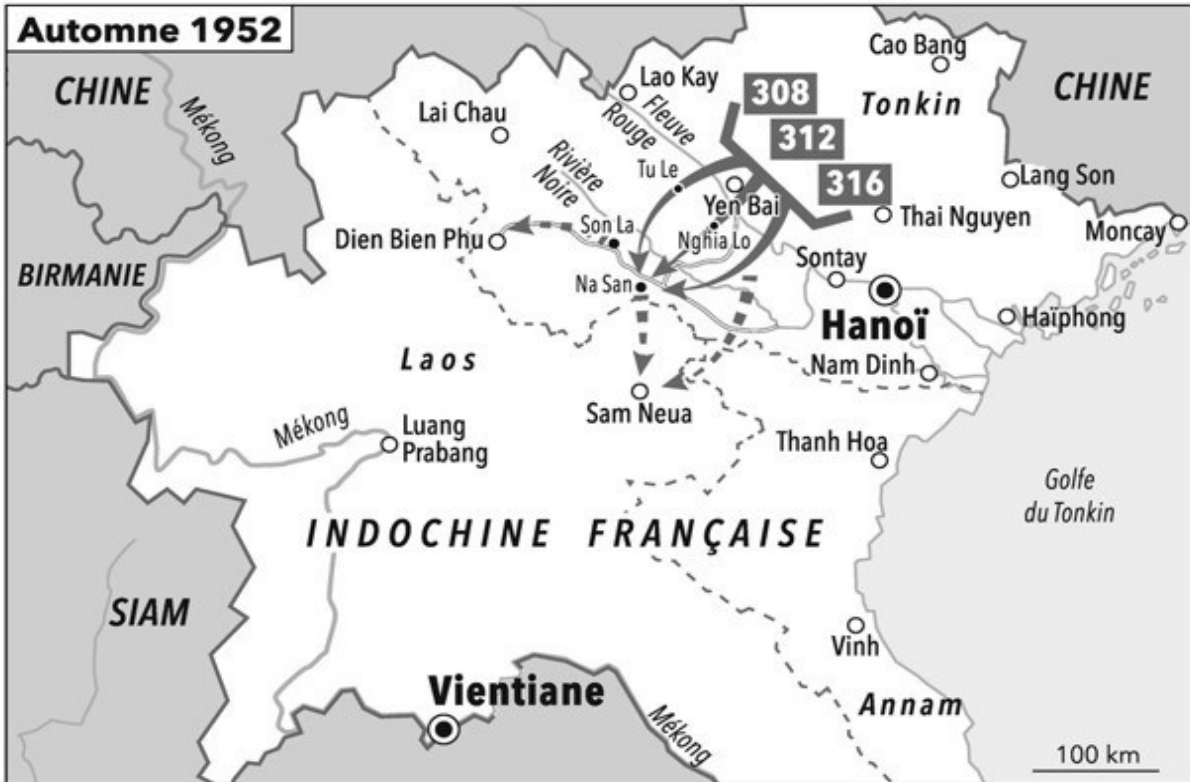 Automne 1952
CHINE
Mékong
Lao Kay
Cao Bang
CHINE
Tonkin
308
312
316
Lai Chau
Fleuve
Rouge
Rivière
Noire
Tu Le
Yen Bai
Lang Son
Thai Nguyen
Moncay
Dien Bien Phu
Son La
Nghia Lo
BIRMANIE
Na San
Sontay
Hanoï
Haïphong
Laos
Nam Dinh
Sam Neua
Mékong
Luang
Prabang
Thanh Hoa
Golfe
du Tonkin
INDOCHINE FRANÇAISE
SIAM
Vinh
Vientiane
Annam
Mékong
100 km